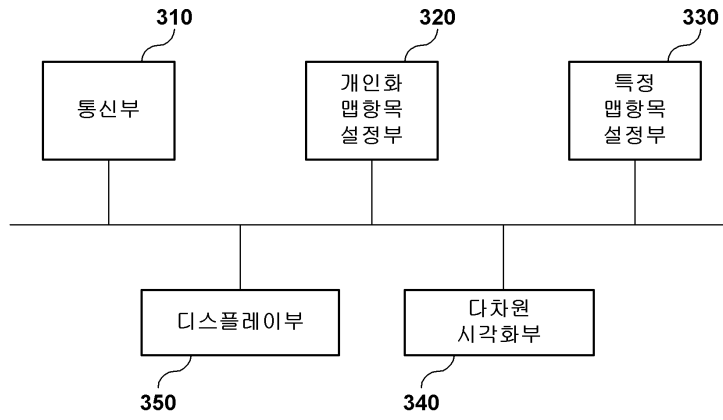 310
320
330
통신부
개인화
맵항목
설정부
특정
맵항목
설정부
디스플레이부
다차원
시각화부
350
340